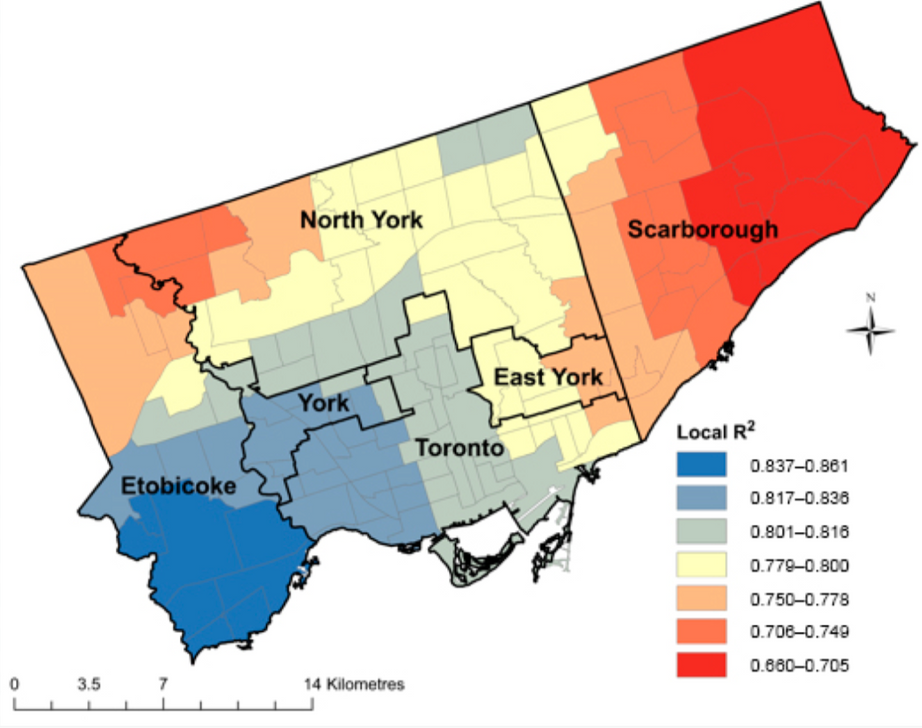 North York
Scarborough
N
East York
York
Toronto
Local R²
Etobicoke
0.837–0.861
0.817–0.836
0.801–0.816
0.779–0.800
0.750–0.778
0.706–0.749
0.660–0.705
0 3.5 7 14 Kilometres